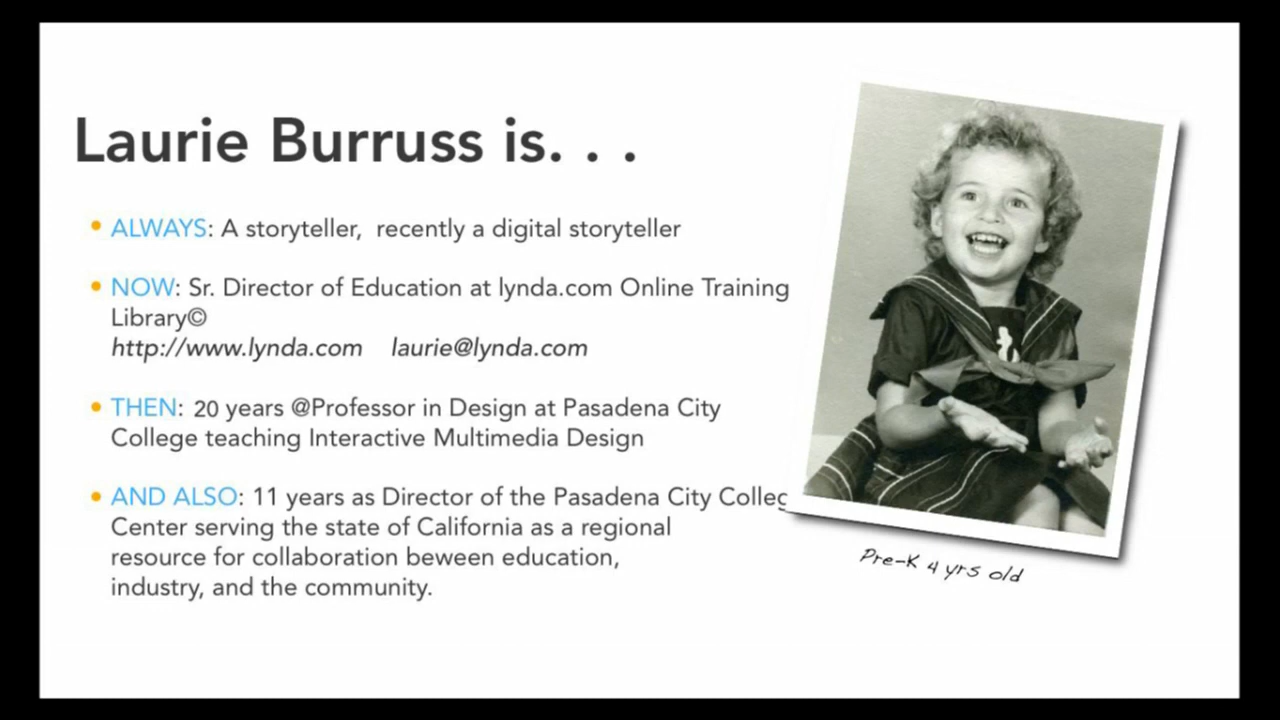 Laurie Burruss is. . .
• ALWAYS: A storyteller,  recently a digital storyteller
• NOW: Sr. Director of Education at lynda.com Online Training
Library©
http://www.lynda.com    laurie@lynda.com
• THEN: 20 years @Professor in Design at Pasadena City
College teaching Interactive Multimedia Design
• AND ALSO: 11 years as Director of the Pasadena City Colleg
Center serving the state of California as a regional
resource for collaboration beween education,
industry, and the community.
Pre-K 4 yrs old